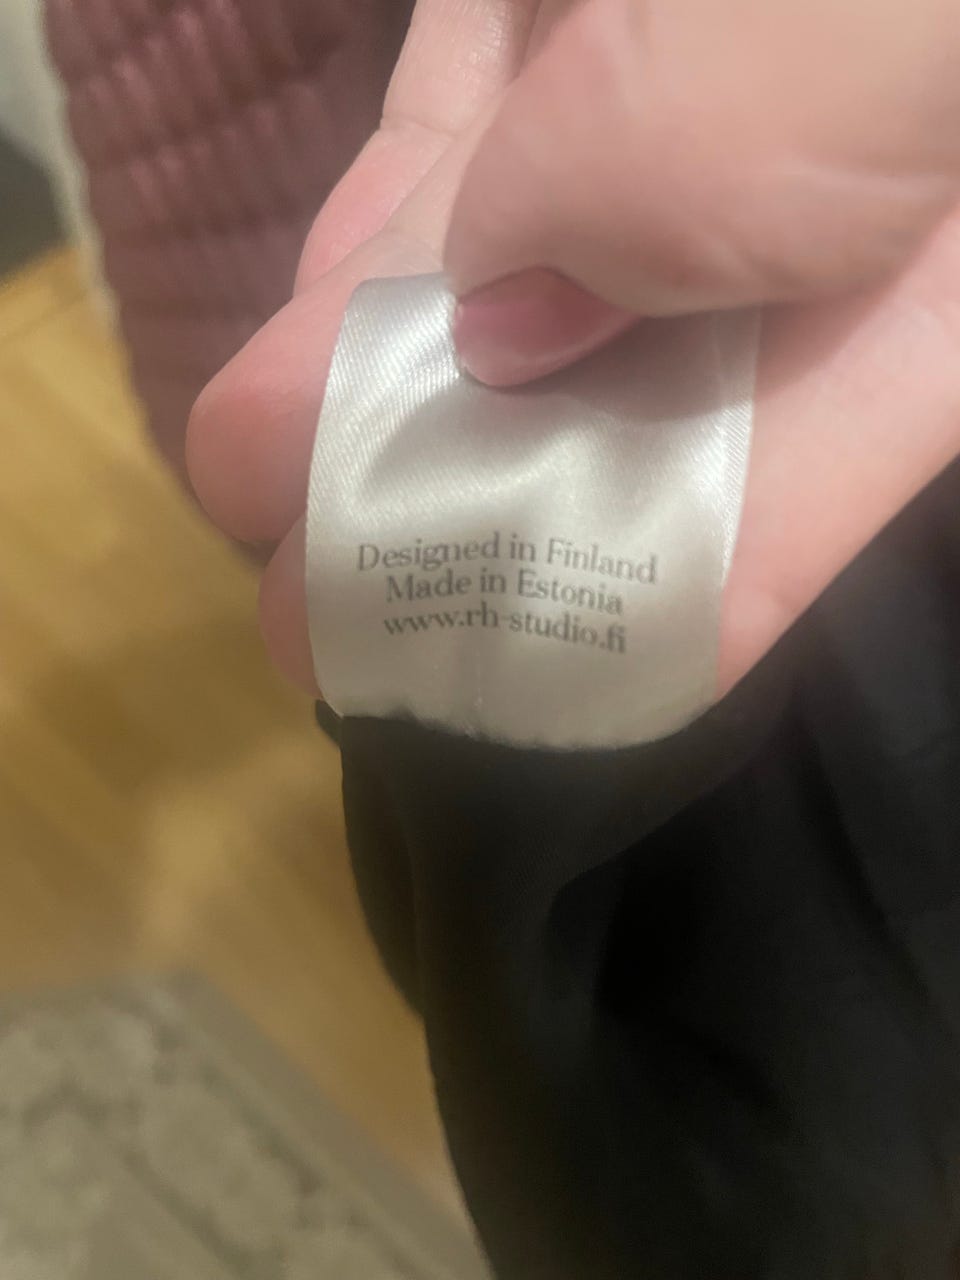 Designed in Finland
Made in Estonia
www.rh-studio.fi